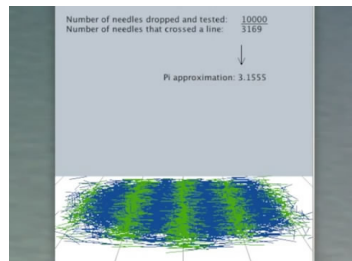 Number of needles dropped and tested: 10000
Number of needles that crossed a line: 3169
Pi approximation: 3.1555